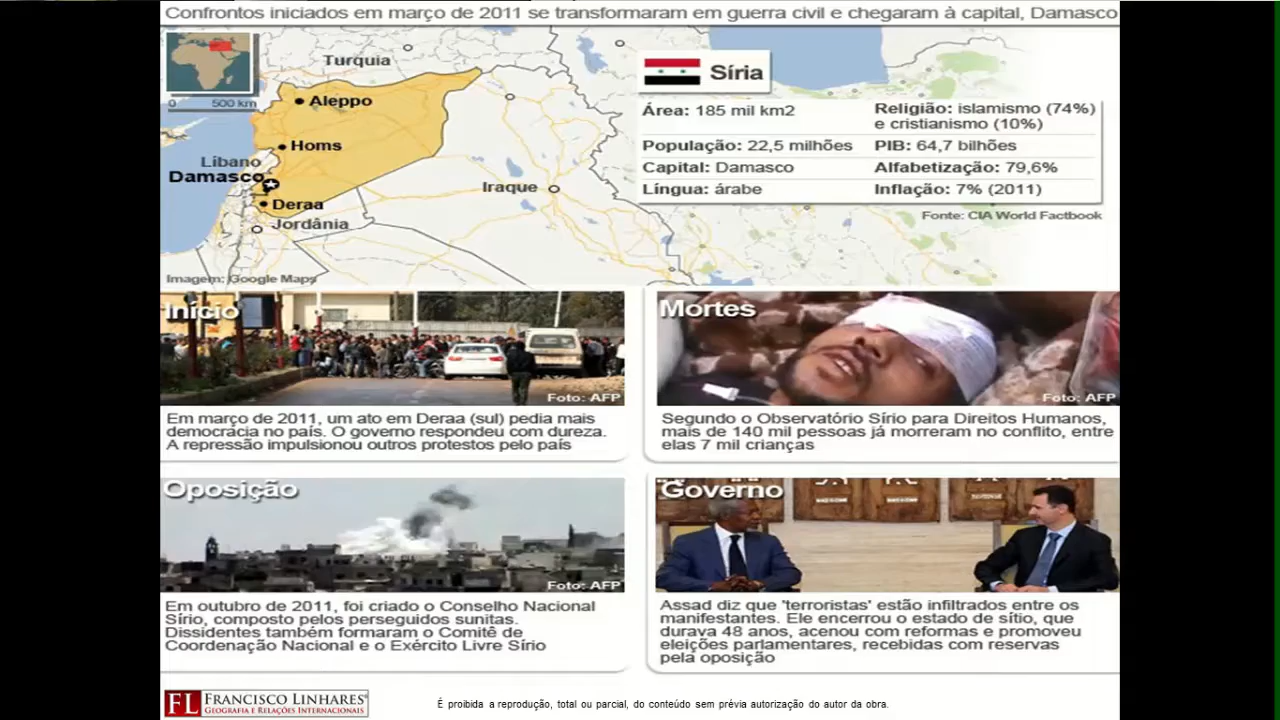 Confrontos iniciados em março de 2011 se transformaram em guerra civil e chegaram à capital, Damasco
Turquia
0 500 km
Aleppo
Homs
Líbano
Damasco
Deraa
Jordânia
Iraque
Imagem: Google Maps
Síria
Área: 185 mil km2
População: 22,5 milhões
Capital: Damasco
Língua: árabe
Religião: islamismo (74%)
e cristianismo (10%)
PIB: 64,7 bilhões
Alfabetização: 79,6%
Inflação: 7% (2011)
Fonte: CIA World Factbook
Início
Foto: AFP
Em março de 2011, um ato em Deraa (sul) pedia mais
democracia no país. O governo respondeu com dureza.
A repressão impulsionou outros protestos pelo país
Mortes
Foto: AFP
Segundo o Observatório Sírio para Direitos Humanos,
mais de 140 mil pessoas já morreram no conflito, entre
elas 7 mil crianças
Oposição
Foto: AFP
Em outubro de 2011, foi criado o Conselho Nacional
Sírio, composto pelos perseguidos sunitas.
Dissidentes também formaram o Comitê de
Coordenação Nacional e o Exército Livre Sírio
Governo
Assad diz que 'terroristas' estão infiltrados entre os
manifestantes. Ele encerrou o estado de sítio, que
durava 48 anos, acenou com reformas e promoveu
eleições parlamentares, recebidas com reservas
pela oposição
FL FRANCISCO LINHARES
GEOGRAFIA E RELAÇÕES INTERNACIONAIS
É proibida a reprodução, total ou parcial, do conteúdo sem prévia autorização do autor da obra.